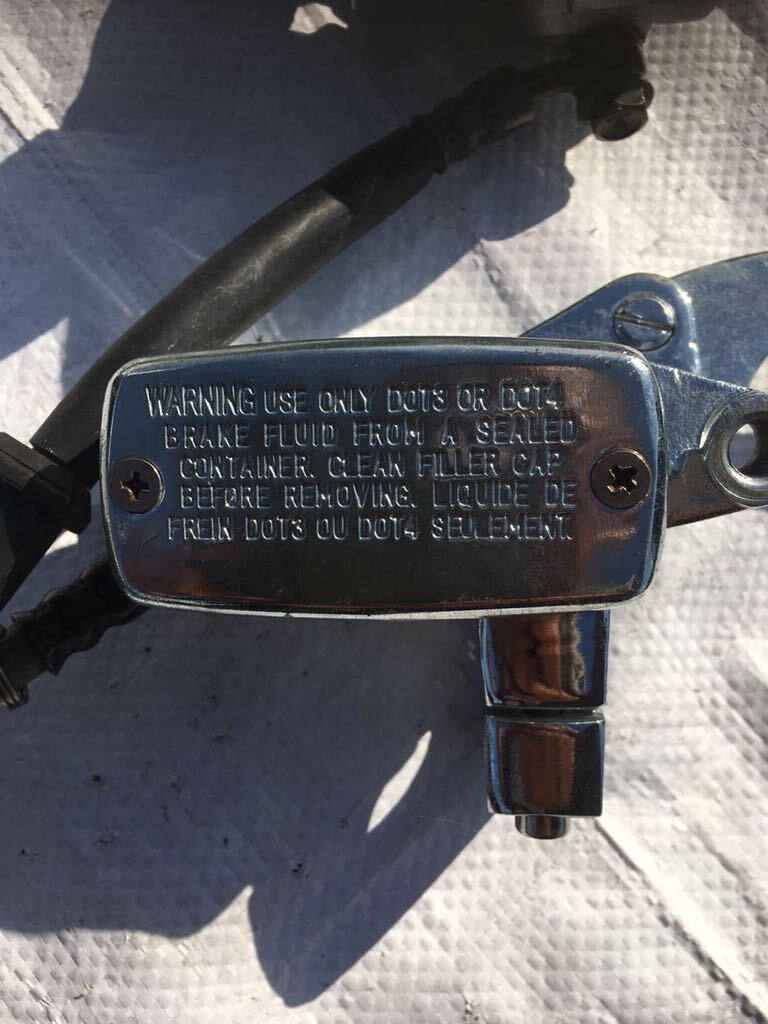 WARNING USE ONLY DOT3 OR DOT4
BRAKE FLUID FROM A SEALED
CONTAINER. CLEAN FILLER CAP
BEFORE REMOVING. LIQUIDE DE
FREIN DOT3 OU DOT4 SEULEMENT.